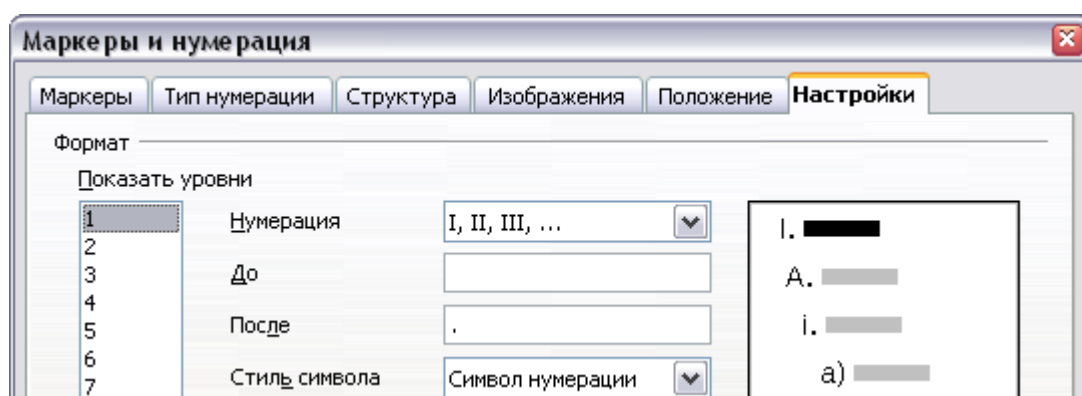 Маркеры и нумерация
Маркеры Тип нумерации Структура Изображения Положение Настройки
Формат
Показать уровни
1 Нумерация I, II, III, ... I.
2
3 До A.
4
5 После . i.
6
7 Стиль символа Символ нумерации a)